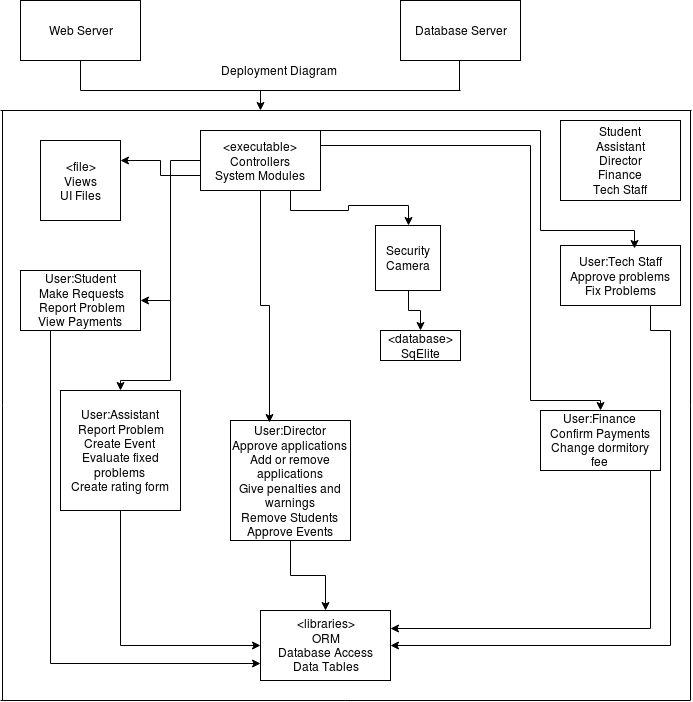 Web Server
Database Server
Deployment Diagram
<executable>
Controllers
System Modules
<file>
Views
UI Files
Student
Assistant
Director
Finance
Tech Staff
Security
Camera
User:Tech Staff
Approve problems
Fix Problems
User:Student
Make Requests
Report Problem
View Payments
<database>
SqElite
User:Assistant
Report Problem
Create Event
Evaluate fixed
problems
Create rating form
User:Director
Approve applications
Add or remove
applications
Give penalties and
warnings
Remove Students
Approve Events
User:Finance
Confirm Payments
Change dormitory
fee
<libraries>
ORM
Database Access
Data Tables